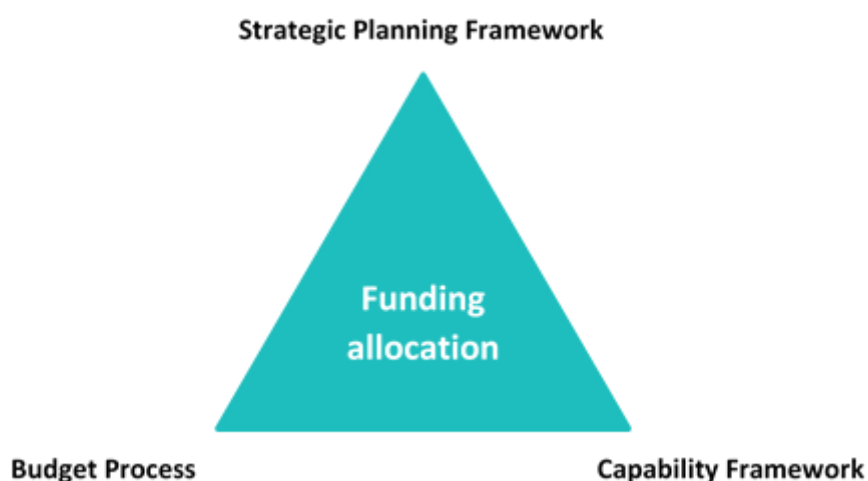 Strategic Planning Framework
Funding
allocation
Budget Process
Capability Framework